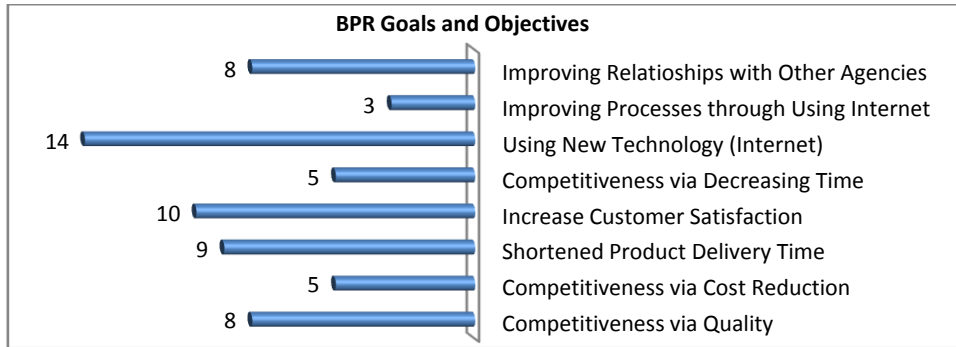 BPR Goals and Objectives
8 Improving Relatioships with Other Agencies
3 Improving Processes through Using Internet
14 Using New Technology (Internet)
5 Competitiveness via Decreasing Time
10 Increase Customer Satisfaction
9 Shortened Product Delivery Time
5 Competitiveness via Cost Reduction
8 Competitiveness via Quality